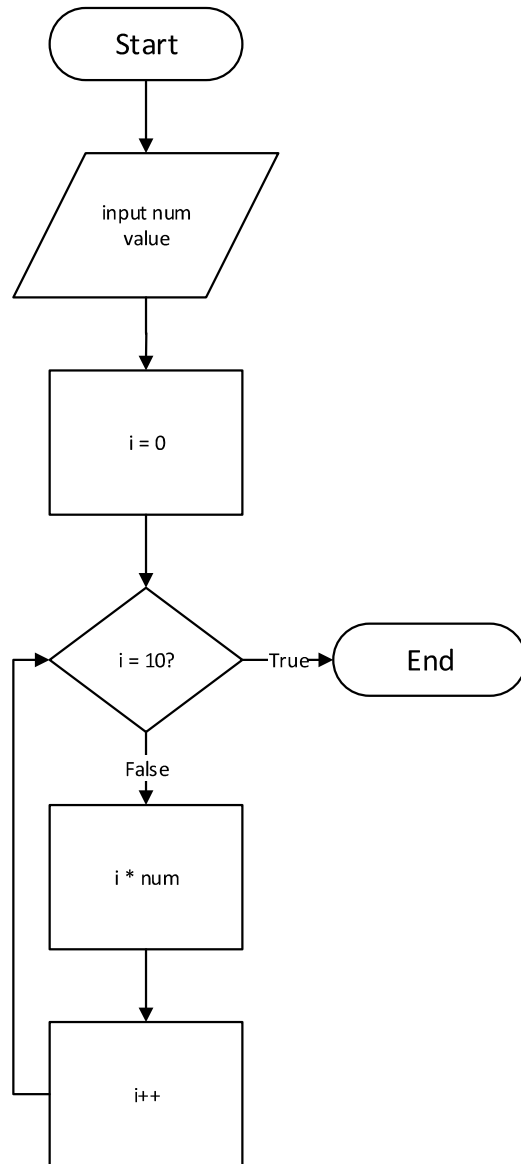 Start
input num
value
i = 0
i = 10?
True
End
False
i * num
i++